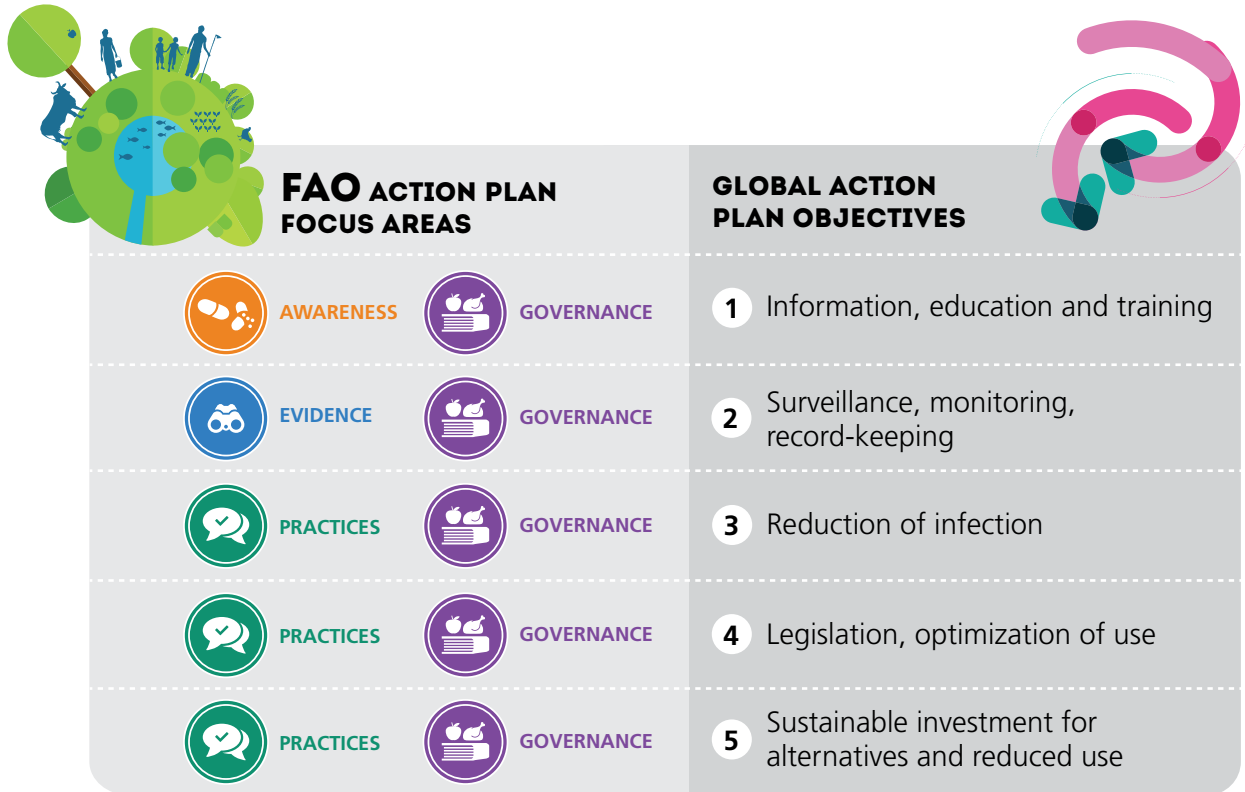 FAO ACTION PLAN
FOCUS AREAS
GLOBAL ACTION
PLAN OBJECTIVES
AWARENESS
GOVERNANCE
1 Information, education and training
EVIDENCE
GOVERNANCE
2 Surveillance, monitoring,
record-keeping
PRACTICES
GOVERNANCE
3 Reduction of infection
PRACTICES
GOVERNANCE
4 Legislation, optimization of use
PRACTICES
GOVERNANCE
5 Sustainable investment for
alternatives and reduced use